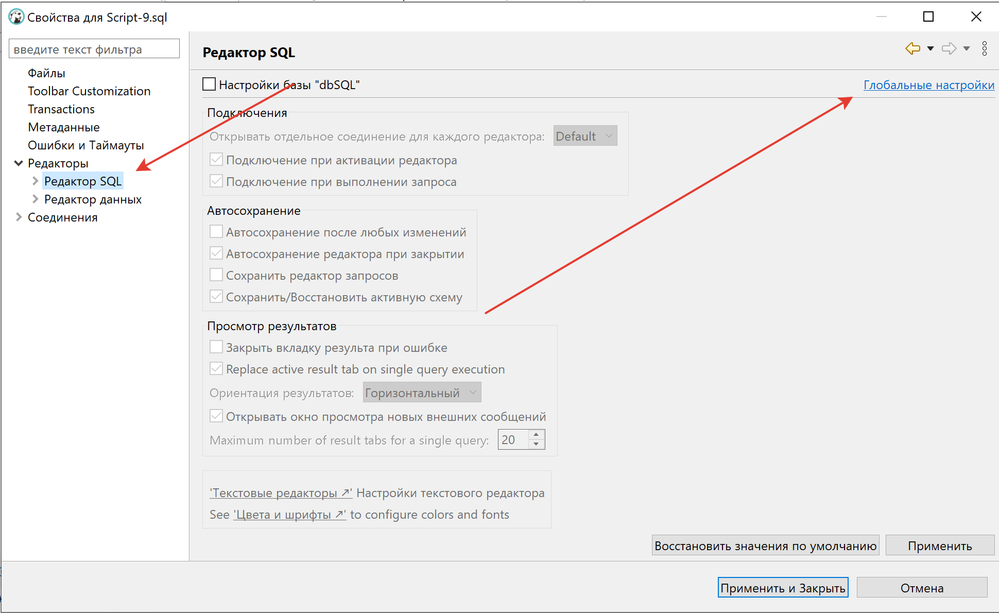 Свойства для Script-9.sql
введите текст фильтра
Файлы
Toolbar Customization
Transactions
Метаданные
Ошибки и Таймауты
Редакторы
Редактор SQL
Редактор данных
Соединения
Редактор SQL
Настройки базы "dbSQL"
Глобальные настройки
Подключения
Открывать отдельное соединение для каждого редактора: Default
Подключение при активации редактора
Подключение при выполнении запроса
Автосохранение
Автосохранение после любых изменений
Автосохранение редактора при закрытии
Сохранить редактор запросов
Сохранить/Восстановить активную схему
Просмотр результатов
Закрыть вкладку результа при ошибке
Replace active result tab on single query execution
Ориентация результатов: Горизонтальный
Открывать окно просмотра новых внешних сообщений
Maximum number of result tabs for a single query: 20
'Текстовые редакторы ↗' Настройки текстового редактора
See 'Цвета и шрифты ↗' to configure colors and fonts
Восстановить значения по умолчанию
Применить
Применить и Закрыть
Отмена